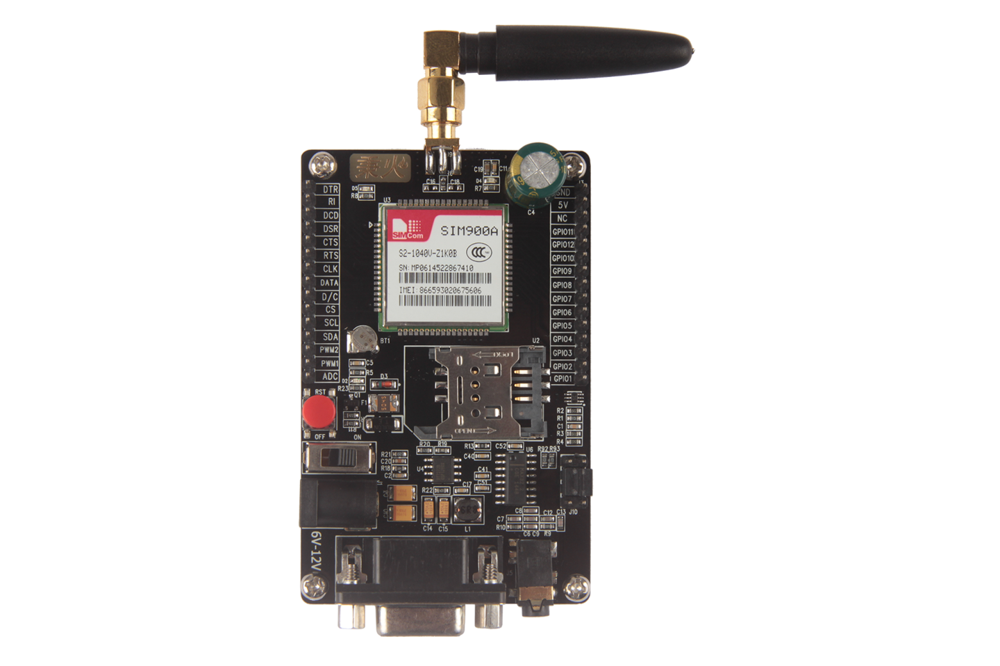 秉火
C16
C18
C19
C11
D4
R7
D5
R8
U3
C4
DTR
RI
DCD
DSR
CTS
RTS
CLK
DATA
D/C
CS
SCL
SDA
PWM2
PWM1
ADC
GND
5V
NC
GPIO11
GPIO12
GPIO10
GPIO9
GPIO8
GPIO7
GPIO6
GPIO5
GPIO4
GPIO3
GPIO2
GPIO1
SIMCom
SIM900A
S2-1040V-Z1K0B
CCC
SN:MP0614522867410
IMEI:866593020675606
BT1
U2
LOCK
OPEN
C5
R5
D2
R23
Q1
D3
F1
RST
OFF
ON
R11
R2
R1
C1
R3
R4
R20
R19
R13
C40
C52
U6
R92
R93
R21
C20
R18
C2
U4
C41
C51
R22
C17
C14
C15
L1
J10
C8
C7
R10
C12
C13
C6
C9
R9
J5
6V-12V